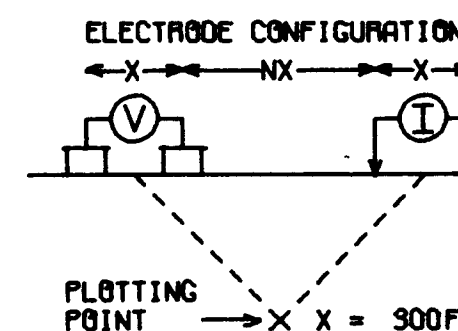 ELECTRODE CONFIGURATION
X NX X
V I
PLOTTING
POINT X X = 300F